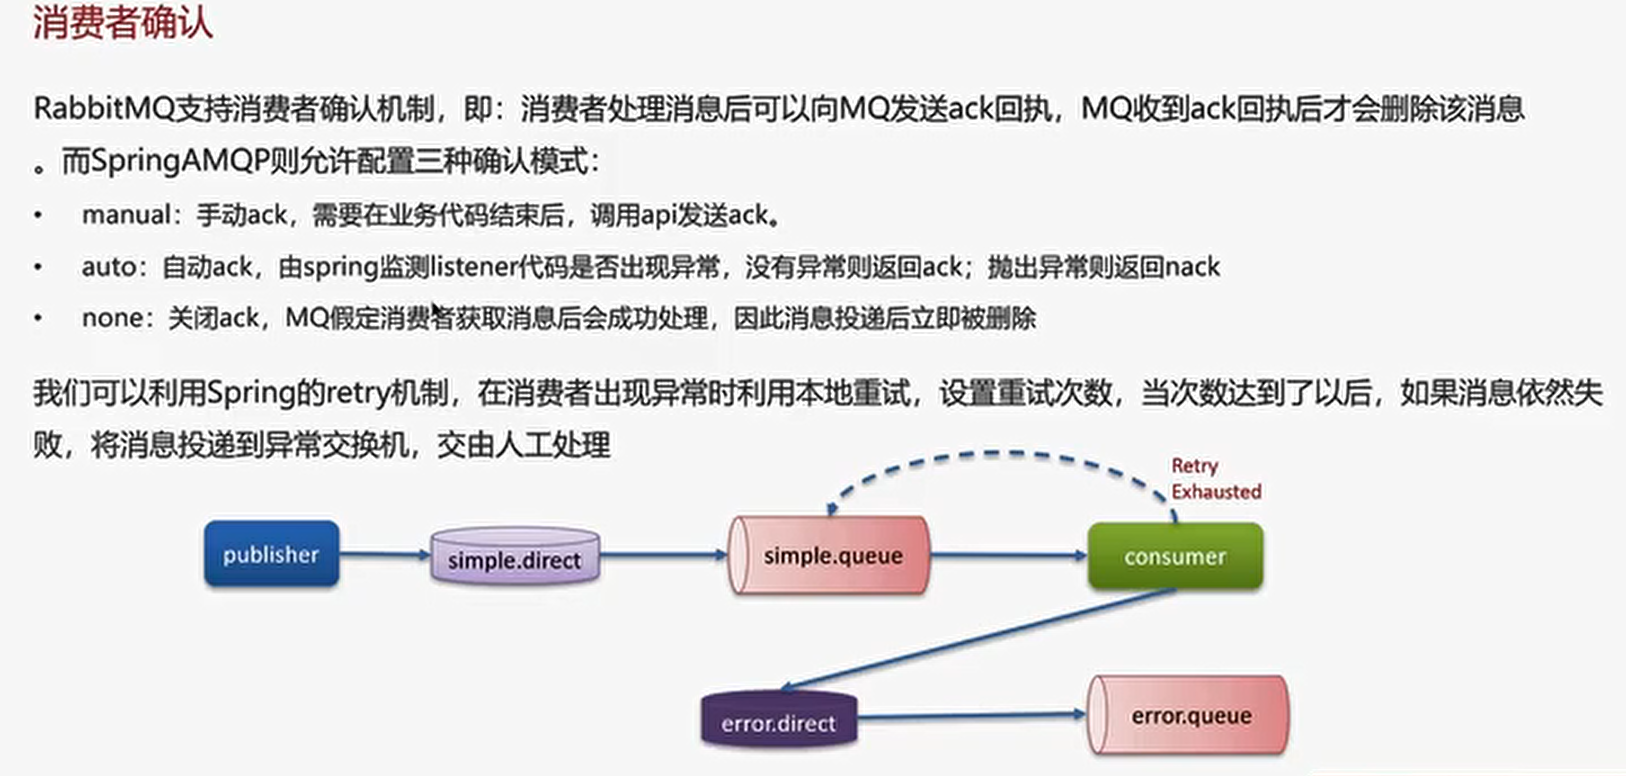 消费者确认
RabbitMQ支持消费者确认机制，即：消费者处理消息后可以向MQ发送ack回执，MQ收到ack回执后才会删除该消息
。而SpringAMQP则允许配置三种确认模式：
• manual：手动ack，需要在业务代码结束后，调用api发送ack。
• auto：自动ack，由spring监测listener代码是否出现异常，没有异常则返回ack；抛出异常则返回nack
• none：关闭ack，MQ假定消费者获取消息后会成功处理，因此消息投递后立即被删除
我们可以利用Spring的retry机制，在消费者出现异常时利用本地重试，设置重试次数，当次数达到了以后，如果消息依然失
败，将消息投递到异常交换机，交由人工处理
Retry
Exhausted
publisher
simple.direct
simple.queue
consumer
error.direct
error.queue